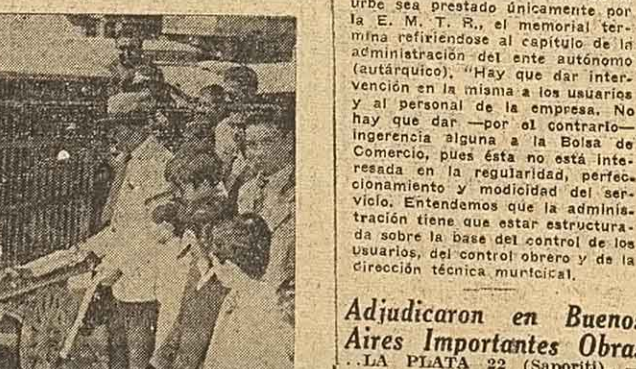 urbe sea prestado únicamente por
la E. M. T. R., el memorial ter-
mina refiriéndose al capítulo de la
administración del ente autónomo
(autárquico). "Hay que dar inter-
vención en la misma a los usuarios
y al personal de la empresa. No
hay que dar —por el contrario—
ingerencia alguna a la Bolsa de
Comercio, pues ésta no está inte-
resada en la regularidad, perfec-
cionamiento y modicidad del ser-
vicio. Entendemos que la adminis-
tración tiene que estar estructura-
da sobre la base del control de los
usuarios, del control obrero y de la
dirección técnica municical.
Adjudicaron en Buenos
Aires Importantes Obra
..LA PLATA 22 (Saporiti)